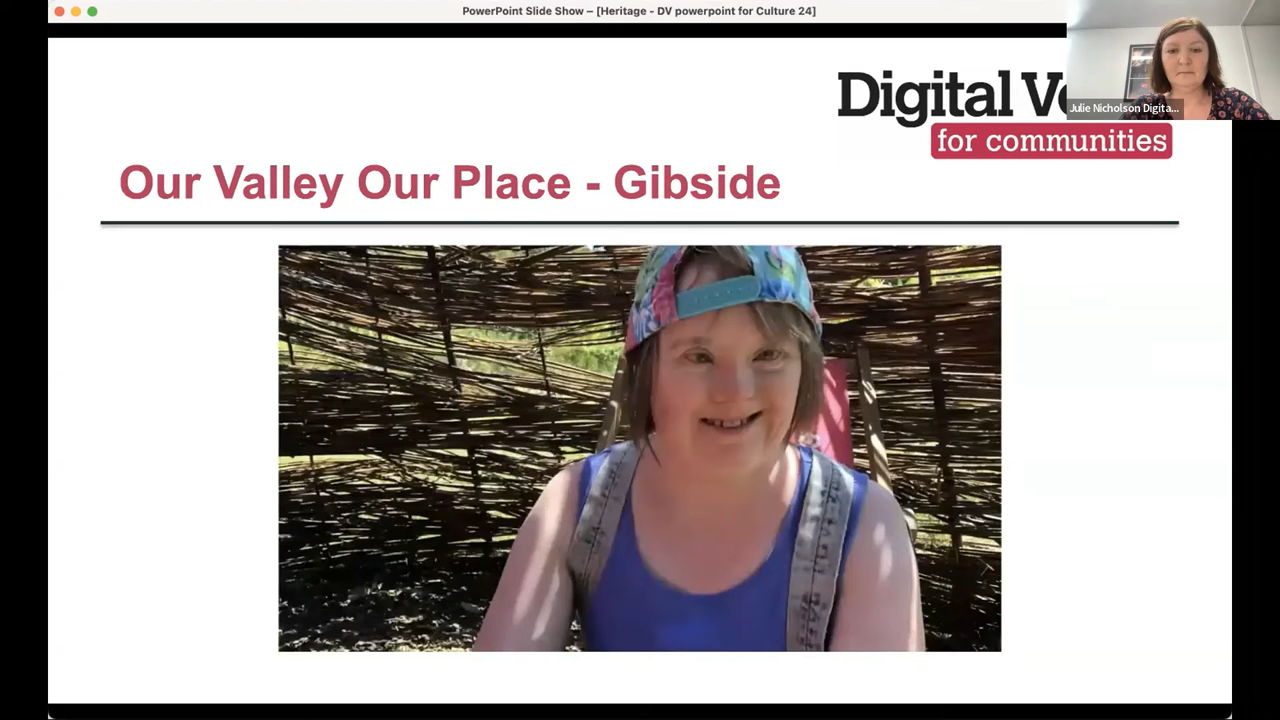 PowerPoint Slide Show – [Heritage - DV powerpoint for Culture 24]
Digital
for communities
Julie Nicholson Digita...
Our Valley Our Place - Gibside